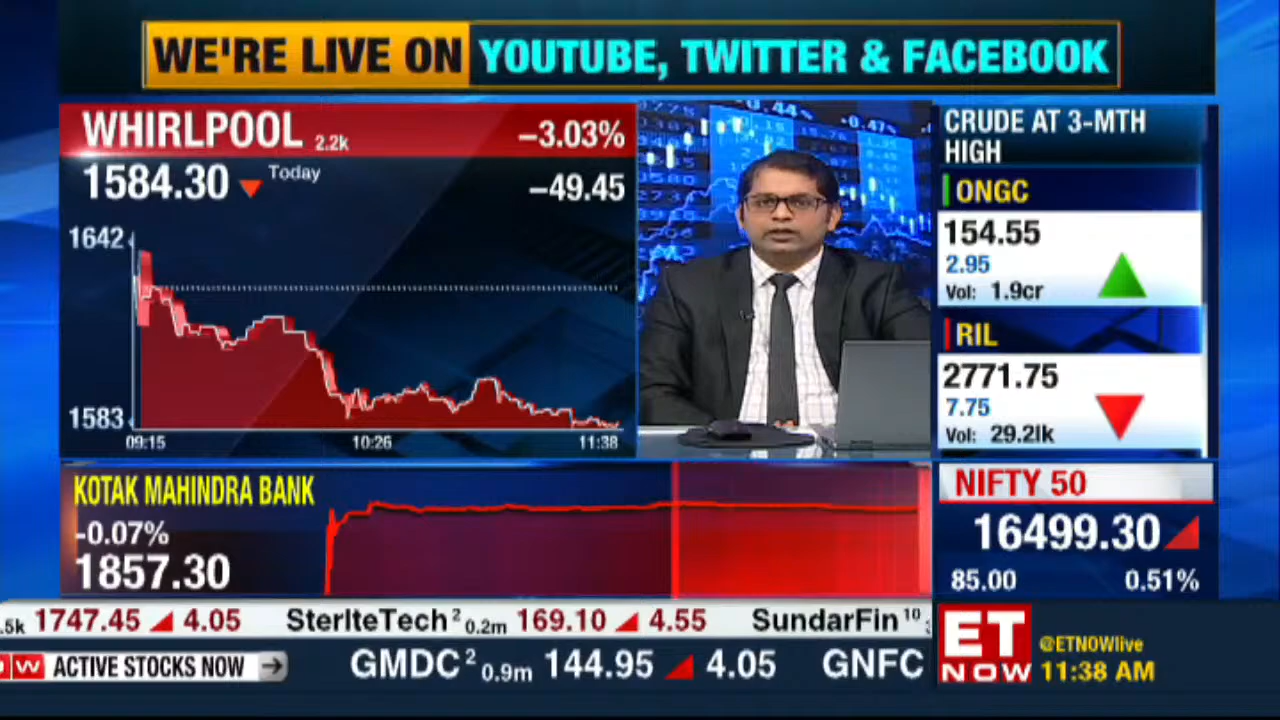 WE'RE LIVE ON YOUTUBE, TWITTER & FACEBOOK
WHIRLPOOL 2.2k -3.03%
1584.30 Today -49.45
1642
1583
09:15 10:26 11:38
CRUDE AT 3-MTH
HIGH
ONGC
154.55
2.95
Vol: 1.9cr
RIL
2771.75
7.75
Vol: 29.2lk
KOTAK MAHINDRA BANK
-0.07%
1857.30
NIFTY 50
16499.30
85.00 0.51%
.5k 1747.45 4.05 SterlteTech 2 0.2m 169.10 4.55 SundarFin 10
W ACTIVE STOCKS NOW GMDC 2 0.9m 144.95 4.05 GNFC
ET
NOW
@ETNOWlive
11:38 AM